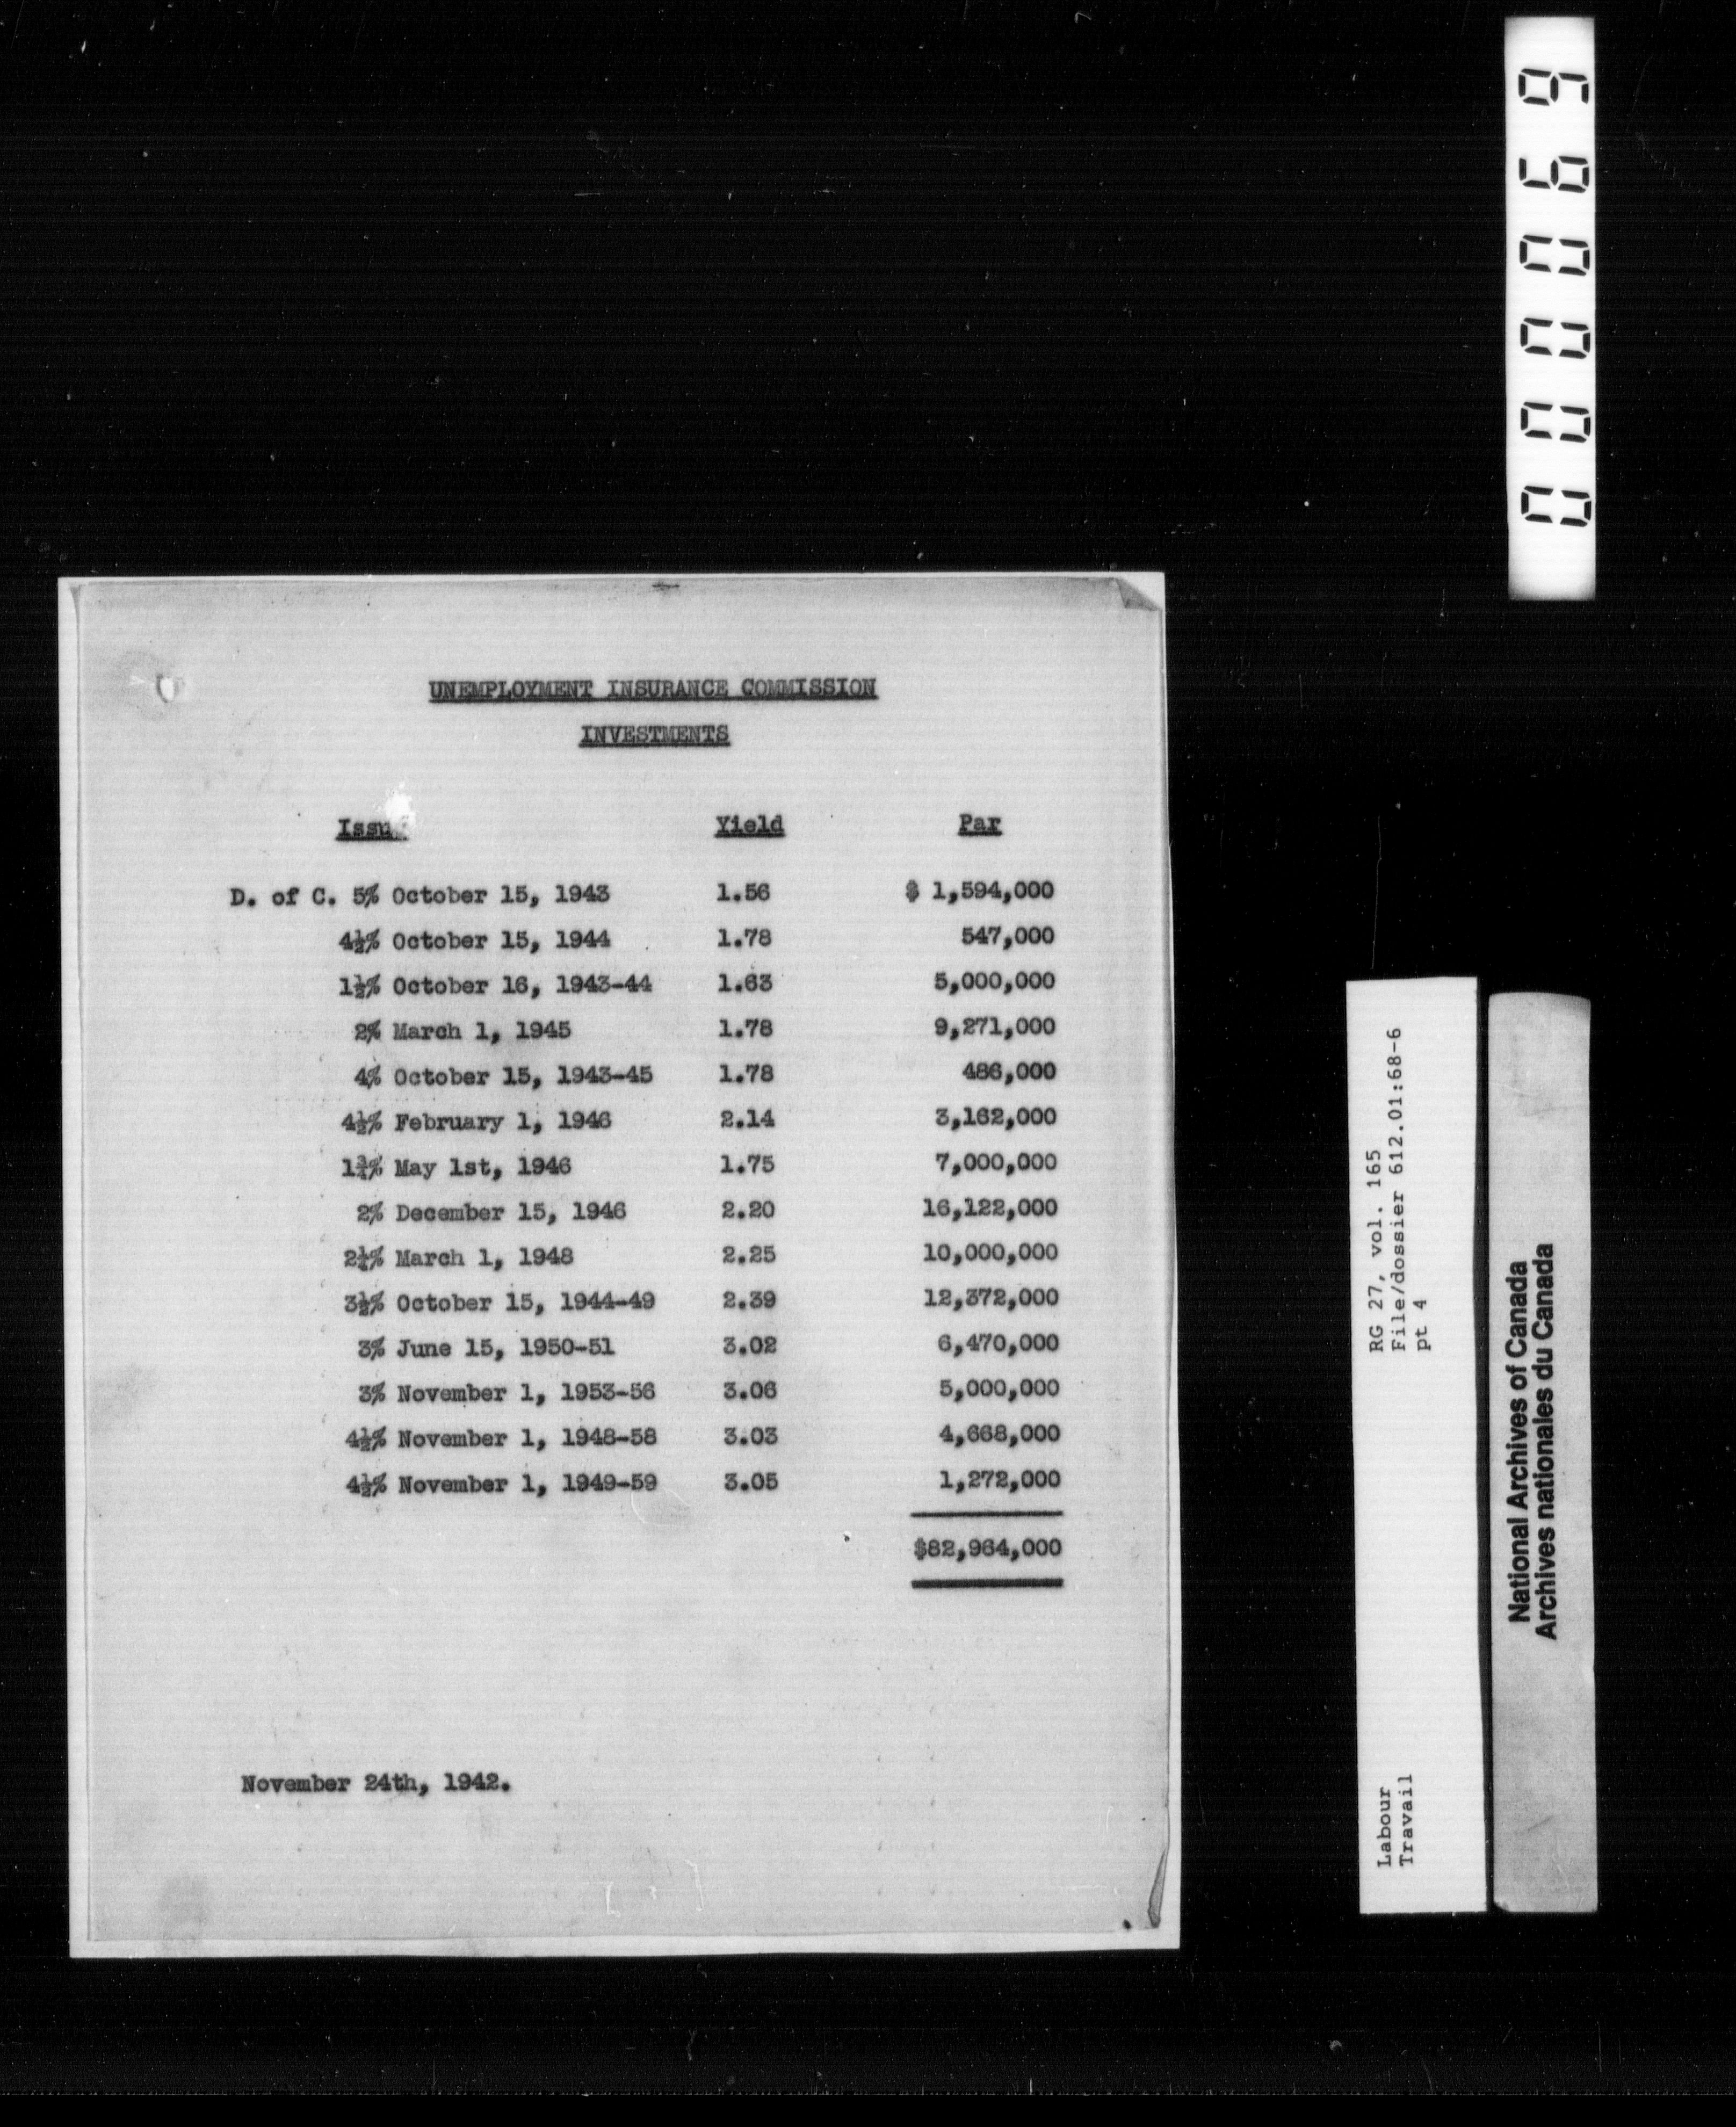 UNEMPLOYMENT INSURANCE COMMISSION
INVESTMENTS
Issu Yield Par
D. of C. 5% October 15, 1943 1.56 $ 1,594,000
4½% October 15, 1944 1.78 547,000
1½% October 16, 1943-44 1.63 5,000,000
2% March 1, 1945 1.78 9,271,000
4% October 15, 1943-45 1.78 486,000
4½% February 1, 1946 2.14 3,162,000
1¾% May 1st, 1946 1.75 7,000,000
2% December 15, 1946 2.20 16,122,000
2¼% March 1, 1948 2.25 10,000,000
3½% October 15, 1944-49 2.39 12,372,000
3% June 15, 1950-51 3.02 6,470,000
3% November 1, 1953-56 3.06 5,000,000
4½% November 1, 1948-58 3.03 4,668,000
4½% November 1, 1949-59 3.05 1,272,000
$82,964,000
November 24th, 1942.
000069
RG 27, vol. 165
File/dossier 612.01:68-6
pt 4
Labour
Travail
National Archives of Canada
Archives nationales du Canada